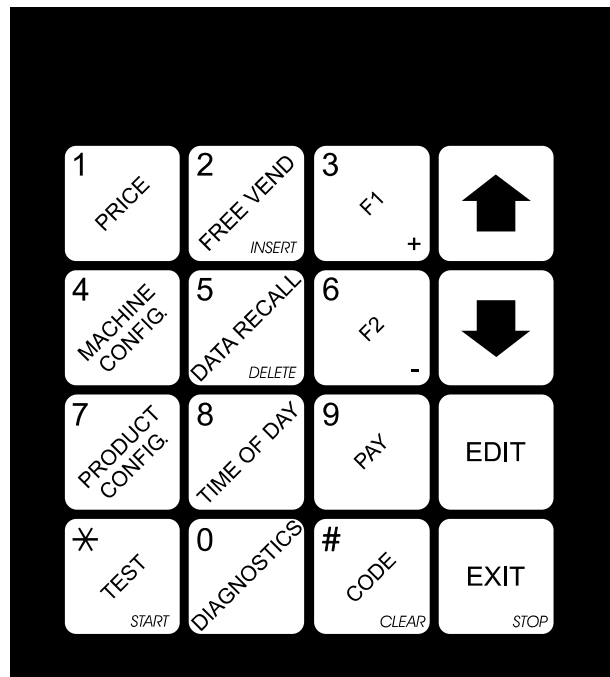 1
PRICE
2
FREE VEND
INSERT
3
F1
+
4
MACHINE
CONFIG.
5
DATA RECALL
DELETE
6
F2
-
7
PRODUCT
CONFIG.
8
TIME OF DAY
9
PAY
EDIT
*
TEST
START
0
DIAGNOSTICS
#
CODE
CLEAR
EXIT
STOP